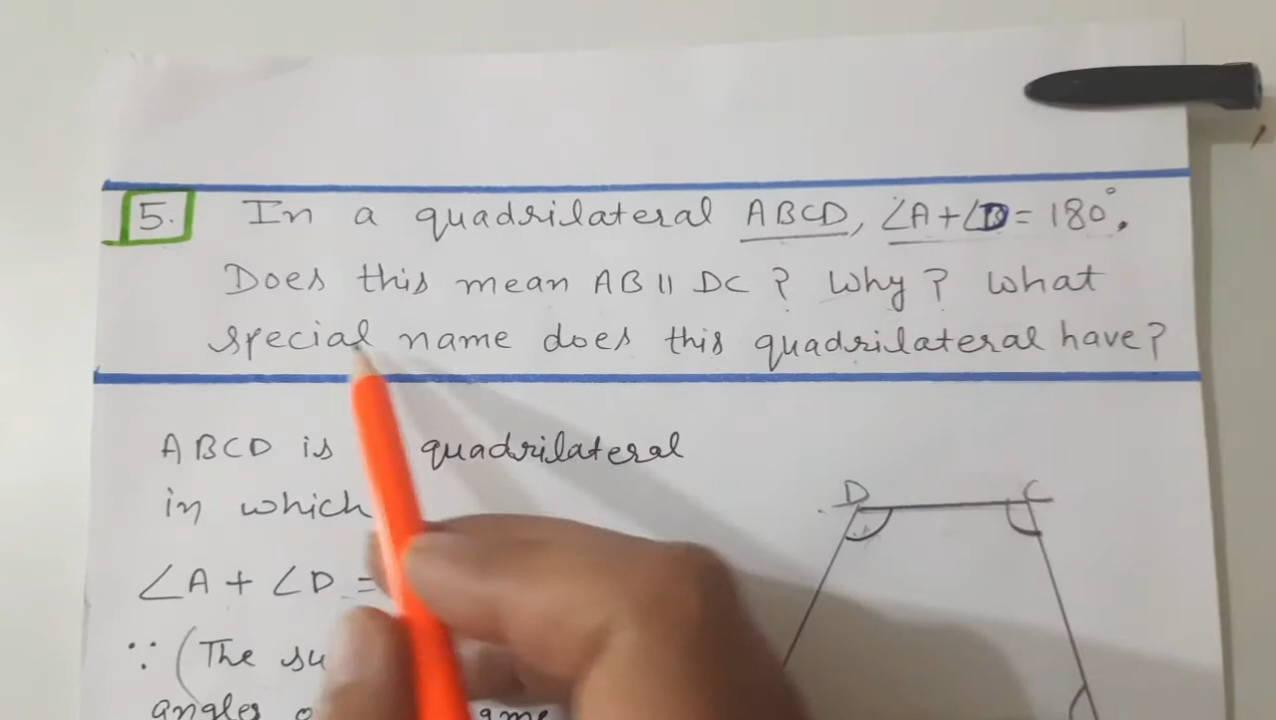 5. In a quadrilateral ABCD, ∠A+∠D = 180°.
Does this mean AB || DC ? Why ? What
special name does this quadrilateral have?
ABCD is quadrilateral
in which
∠A + ∠D =
∵ (The
angles
D C